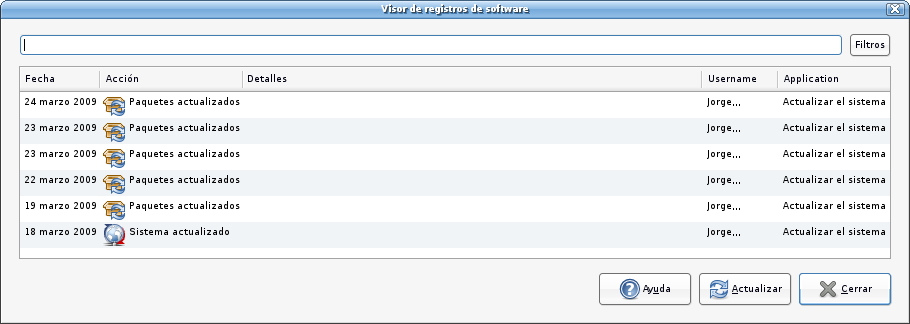 Visor de registros de software
Filtros
Fecha Acción Detalles Username Application
24 marzo 2009 Paquetes actualizados Jorge... Actualizar el sistema
23 marzo 2009 Paquetes actualizados Jorge... Actualizar el sistema
23 marzo 2009 Paquetes actualizados Jorge... Actualizar el sistema
22 marzo 2009 Paquetes actualizados Jorge... Actualizar el sistema
19 marzo 2009 Paquetes actualizados Jorge... Actualizar el sistema
18 marzo 2009 Sistema actualizado Jorge... Actualizar el sistema
Ayuda Actualizar Cerrar